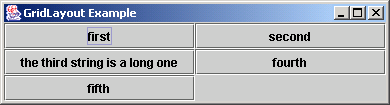 GridLayout Example
first second
the third string is a long one fourth
fifth